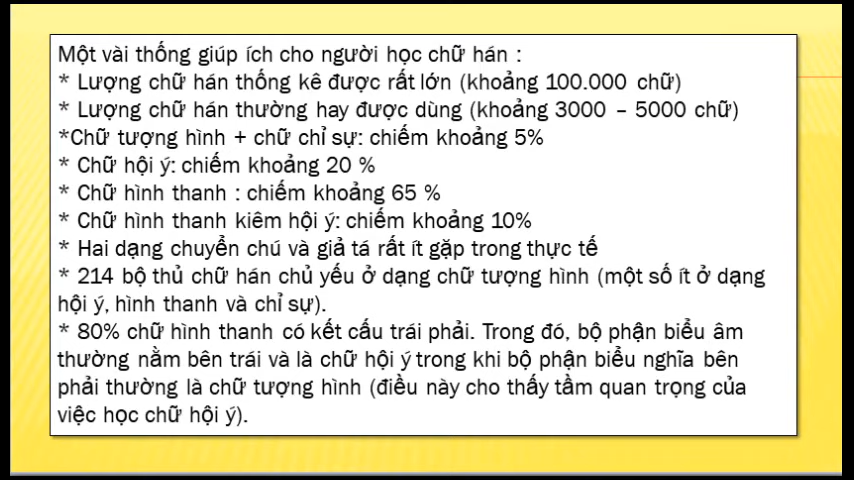 Một vài thống giúp ích cho người học chữ hán :
* Lượng chữ hán thống kê được rất lớn (khoảng 100.000 chữ)
* Lượng chữ hán thường hay được dùng (khoảng 3000 – 5000 chữ)
*Chữ tượng hình + chữ chỉ sự: chiếm khoảng 5%
* Chữ hội ý: chiếm khoảng 20 %
* Chữ hình thanh : chiếm khoảng 65 %
* Chữ hình thanh kiêm hội ý: chiếm khoảng 10%
* Hai dạng chuyển chú và giả tá rất ít gặp trong thực tế
* 214 bộ thủ chữ hán chủ yếu ở dạng chữ tượng hình (một số ít ở dạng
hội ý, hình thanh và chỉ sự).
* 80% chữ hình thanh có kết cấu trái phải. Trong đó, bộ phận biểu âm
thường nằm bên trái và là chữ hội ý trong khi bộ phận biểu nghĩa bên
phải thường là chữ tượng hình (điều này cho thấy tầm quan trọng của
việc học chữ hội ý).